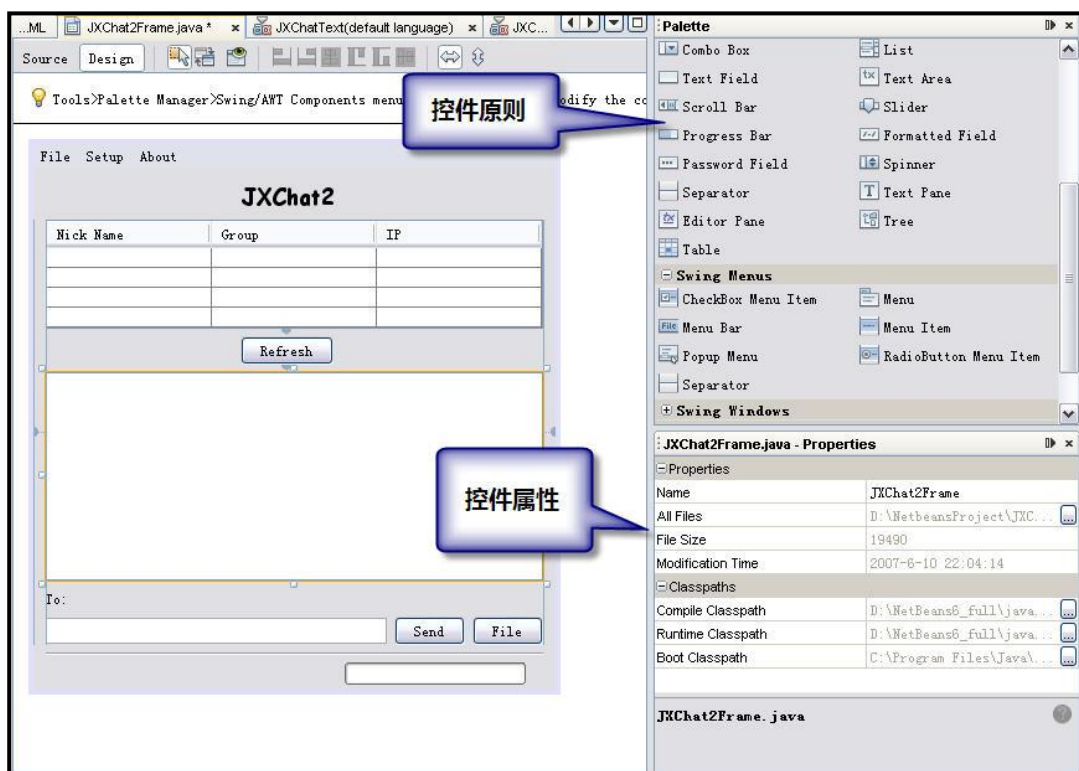 ...ML JXChat2Frame.java * x JXChatText(default language) x JXC...
Source Design
Tools>Palette Manager>Swing/AWT Components menu odify the co
控件原则
File Setup About
JXChat2
Nick Name Group IP
Refresh
控件属性
To:
Send File
Palette
Combo Box List
Text Field Text Area
Scroll Bar Slider
Progress Bar Formatted Field
Password Field Spinner
Separator Text Pane
Editor Pane Tree
Table
Swing Menus
CheckBox Menu Item Menu
Menu Bar Menu Item
Popup Menu RadioButton Menu Item
Separator
Swing Windows
JXChat2Frame.java - Properties
Properties
Name JXChat2Frame
All Files D:\NetbeansProject\JXC...
File Size 19490
Modification Time 2007-6-10 22:04:14
Classpaths
Compile Classpath D:\NetBeans6_full\java...
Runtime Classpath D:\NetBeans6_full\java...
Boot Classpath C:\Program Files\Java\...
JXChat2Frame.java